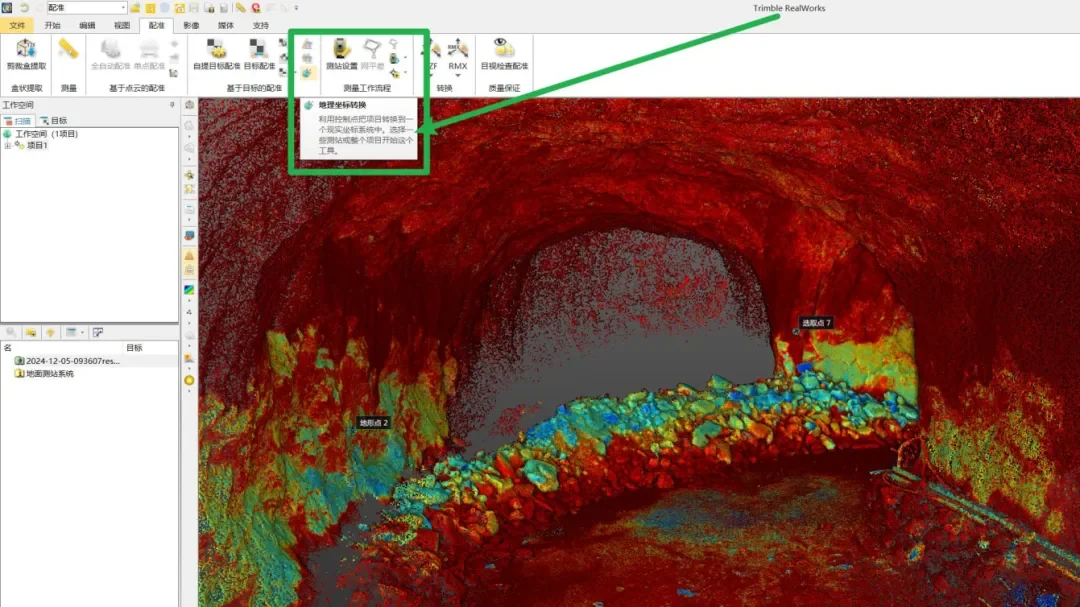 配准
Trimble RealWorks
文件 开始 编辑 视图 配准 影像 媒体 支持
剪裁盒提取
全自动配准 单点配准
自提目标配准 目标配准
测站设置 网平差
ZF RMX
目视检查配准
盒状提取 测量 基于点云的配准 基于目标的配准 测量工作流程 转换 质量保证
工作空间
扫描 目标
工作空间（1项目）
项目1
地理坐标转换
利用控制点把项目转换到一
个现实坐标系统中。选择一
些测站或整个项目开始这个
工具。
选取点 7
地形点 2
名 目标
2024-12-05-093607res...
地面测站系统